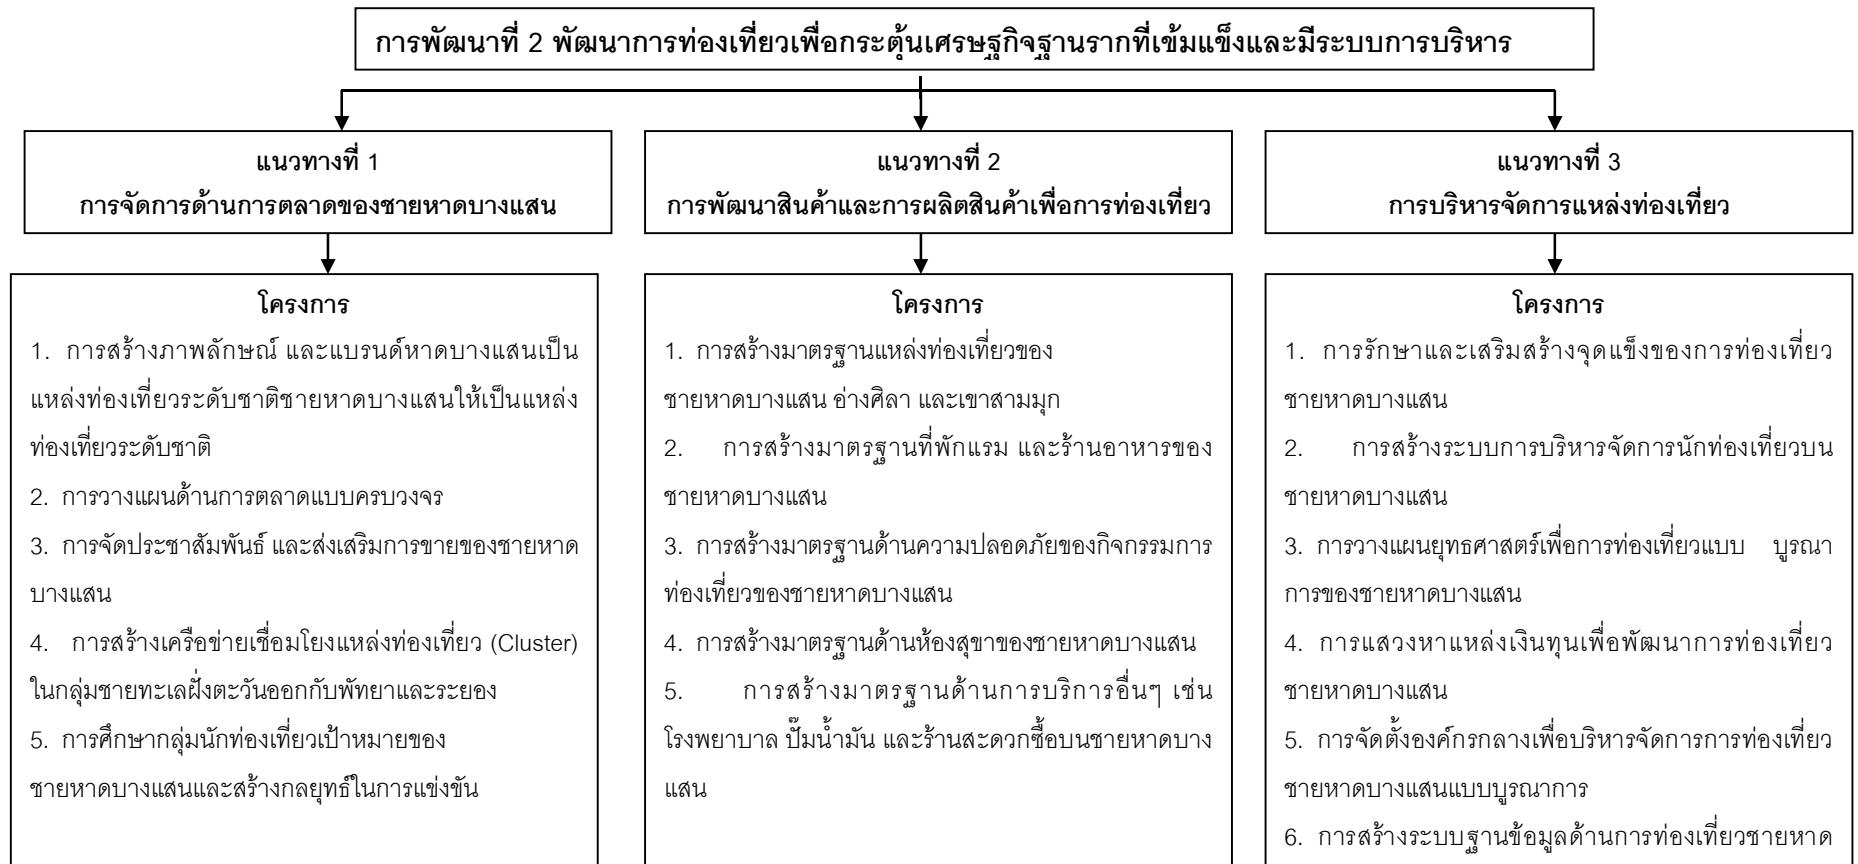 การพัฒนาที่ 2 พัฒนาการท่องเที่ยวเพื่อกระตุ้นเศรษฐกิจฐานรากที่เข้มแข็งและมีระบบการบริหาร
แนวทางที่ 1
การจัดการด้านการตลาดของชายหาดบางแสน
แนวทางที่ 2
การพัฒนาสินค้าและการผลิตสินค้าเพื่อการท่องเที่ยว
แนวทางที่ 3
การบริหารจัดการแหล่งท่องเที่ยว
โครงการ
1. การสร้างภาพลักษณ์ และแบรนด์หาดบางแสนเป็น
แหล่งท่องเที่ยวระดับชาติชายหาดบางแสนให้เป็นแหล่ง
ท่องเที่ยวระดับชาติ
2. การวางแผนด้านการตลาดแบบครบวงจร
3. การจัดประชาสัมพันธ์ และส่งเสริมการขายของชายหาด
บางแสน
4. การสร้างเครือข่ายเชื่อมโยงแหล่งท่องเที่ยว (Cluster)
ในกลุ่มชายทะเลฝั่งตะวันออกกับพัทยาและระยอง
5. การศึกษากลุ่มนักท่องเที่ยวเป้าหมายของ
ชายหาดบางแสนและสร้างกลยุทธ์ในการแข่งขัน
โครงการ
1. การสร้างมาตรฐานแหล่งท่องเที่ยวของ
ชายหาดบางแสน อ่างศิลา และเขาสามมุก
2. การสร้างมาตรฐานที่พักแรม และร้านอาหารของ
ชายหาดบางแสน
3. การสร้างมาตรฐานด้านความปลอดภัยของกิจกรรมการ
ท่องเที่ยวของชายหาดบางแสน
4. การสร้างมาตรฐานด้านห้องสุขาของชายหาดบางแสน
5. การสร้างมาตรฐานด้านการบริการอื่นๆ เช่น
โรงพยาบาล ปั๊มน้ำมัน และร้านสะดวกซื้อบนชายหาดบาง
แสน
โครงการ
1. การรักษาและเสริมสร้างจุดแข็งของการท่องเที่ยว
ชายหาดบางแสน
2. การสร้างระบบการบริหารจัดการนักท่องเที่ยวบน
ชายหาดบางแสน
3. การวางแผนยุทธศาสตร์เพื่อการท่องเที่ยวแบบ บูรณา
การของชายหาดบางแสน
4. การแสวงหาแหล่งเงินทุนเพื่อพัฒนาการท่องเที่ยว
ชายหาดบางแสน
5. การจัดตั้งองค์กรกลางเพื่อบริหารจัดการการท่องเที่ยว
ชายหาดบางแสนแบบบูรณาการ
6. การสร้างระบบฐานข้อมูลด้านการท่องเที่ยวชายหาด